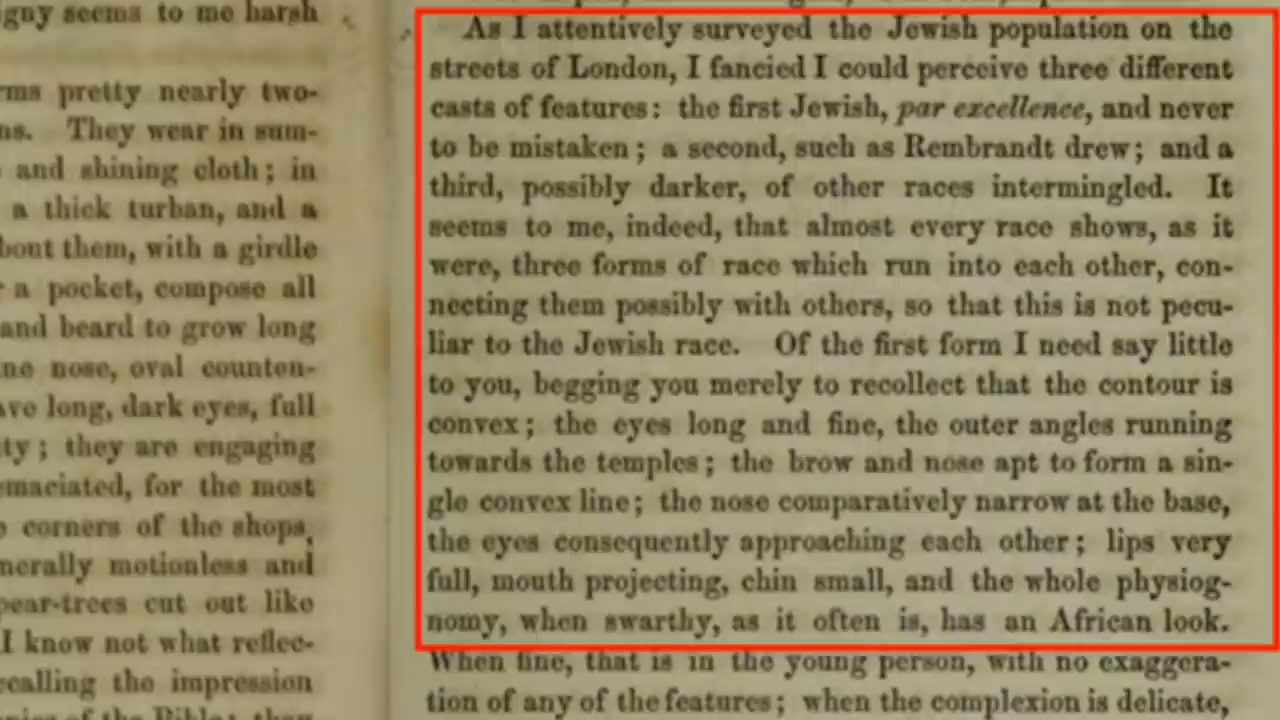 igny seems to me harsh
rms pretty nearly two-
ns. They wear in sum-
and shining cloth; in
a thick turban, and a
bout them, with a girdle
a pocket, compose all
and beard to grow long
ne nose, oval counten-
ave long, dark eyes, full
ty; they are engaging
emaciated, for the most
corners of the shops,
nerally motionless and
pear-trees cut out like
I know not what reflec-
ecalling the impression
of the Bible; then
As I attentively surveyed the Jewish population on the
streets of London, I fancied I could perceive three different
casts of features: the first Jewish, par excellence, and never
to be mistaken; a second, such as Rembrandt drew; and a
third, possibly darker, of other races intermingled. It
seems to me, indeed, that almost every race shows, as it
were, three forms of race which run into each other, con-
necting them possibly with others, so that this is not pecu-
liar to the Jewish race. Of the first form I need say little
to you, begging you merely to recollect that the contour is
convex; the eyes long and fine, the outer angles running
towards the temples; the brow and nose apt to form a sin-
gle convex line; the nose comparatively narrow at the base,
the eyes consequently approaching each other; lips very
full, mouth projecting, chin small, and the whole physiog-
nomy, when swarthy, as it often is, has an African look.
When fine, that is in the young person, with no exaggera-
tion of any of the features; when the complexion is delicate,